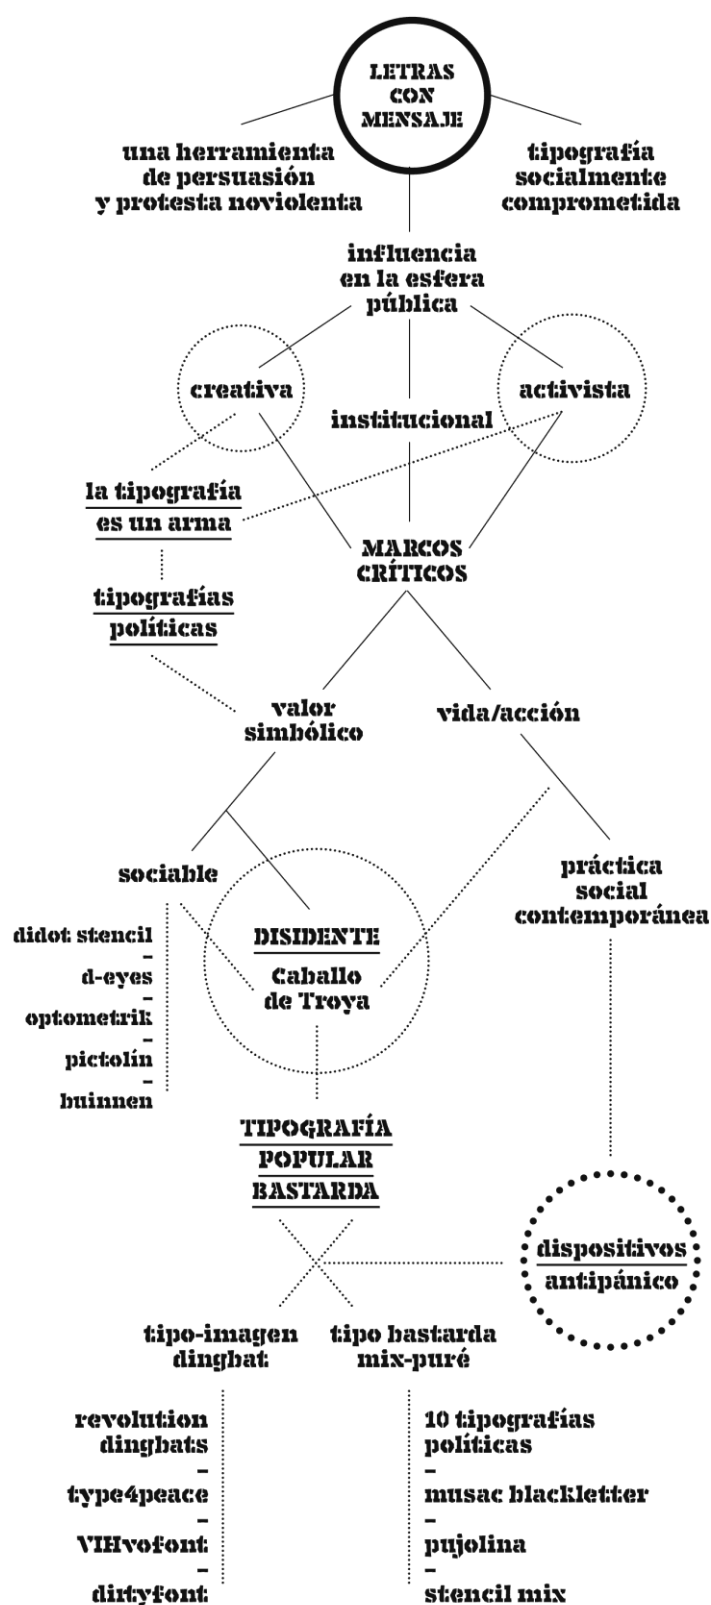 LETRAS
CON
MENSAJE
una herramienta
de persuasión
y protesta noviolenta
tipografía
socialmente
comprometida
influencia
en la esfera
pública
creativa
institucional
activista
la tipografía
es un arma
MARCOS
CRÍTICOS
tipografías
políticas
valor
simbólico
vida/acción
sociable
práctica
social
contemporánea
didot stencil
–
d-eyes
–
optometrik
–
pictolín
–
buinnen
DISIDENTE
Caballo
de Troya
TIPOGRAFÍA
POPULAR
BASTARDA
dispositivos
antipánico
tipo-imagen
dingbat
tipo bastarda
mix-puré
revolution
dingbats
–
type4peace
–
VIHvofont
–
dirtyfont
10 tipografías
políticas
–
musac blackletter
–
pujolina
–
stencil mix